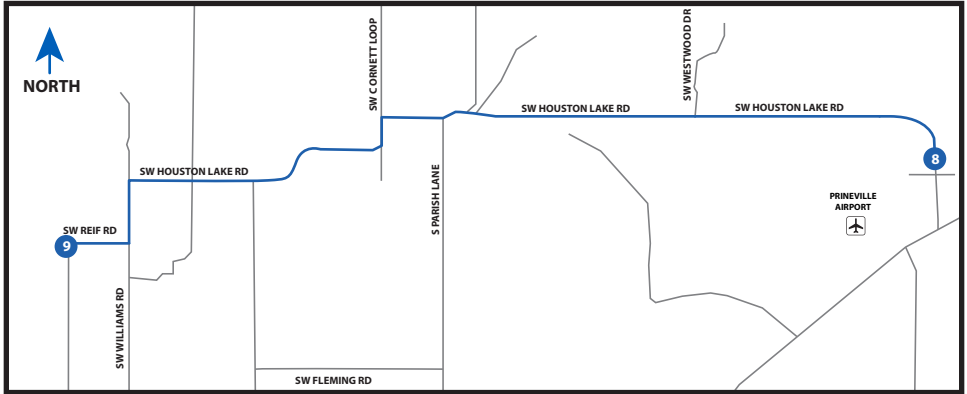 NORTH
SW C ORNETT LOOP
SW WESTWOOD DR
SW HOUSTON LAKE RD
SW HOUSTON LAKE RD
8
SW HOUSTON LAKE RD
S PARISH LANE
PRINEVILLE
AIRPORT
SW REIF RD
9
SW WILLIAMS RD
SW FLEMING RD